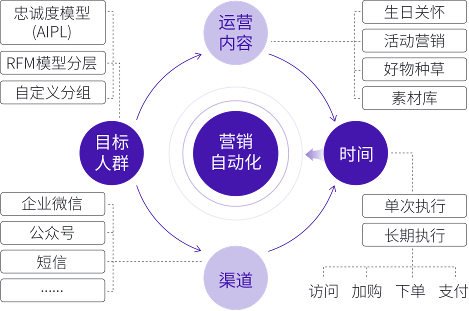 忠诚度模型
(AIPL)
RFM模型分层
自定义分组
运营
内容
生日关怀
活动营销
好物种草
素材库
目标
人群
营销
自动化
时间
企业微信
公众号
短信
......
渠道
单次执行
长期执行
访问 加购 下单 支付